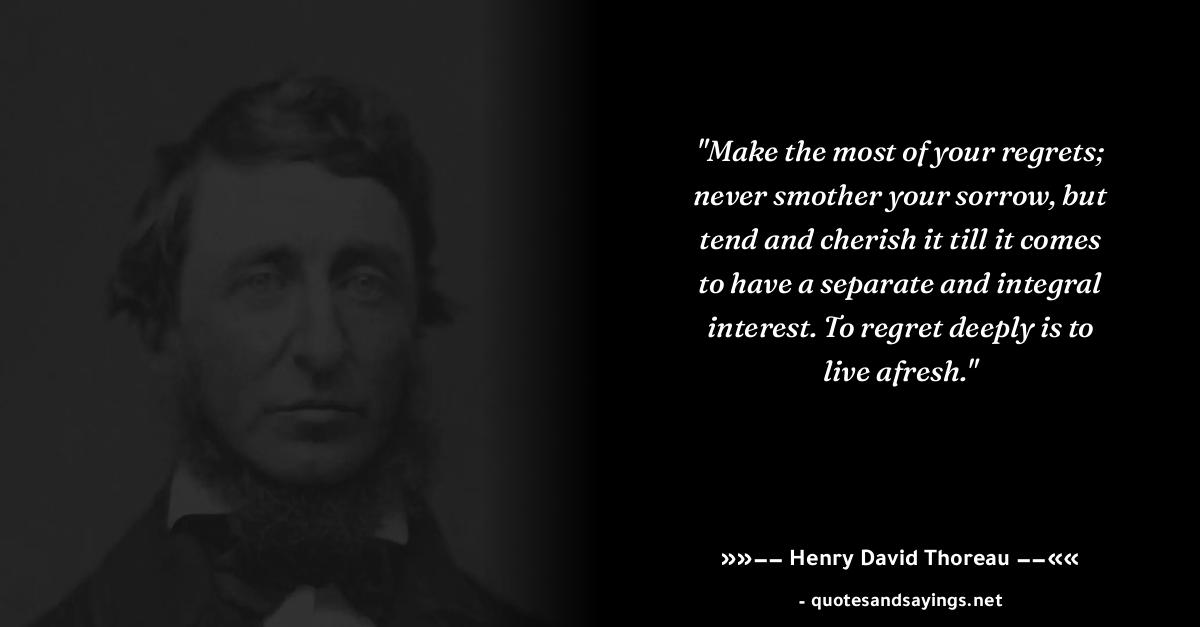 "Make the most of your regrets;
never smother your sorrow, but
tend and cherish it till it comes
to have a separate and integral
interest. To regret deeply is to
live afresh."
»»–– Henry David Thoreau ––««
- quotesandsayings.net